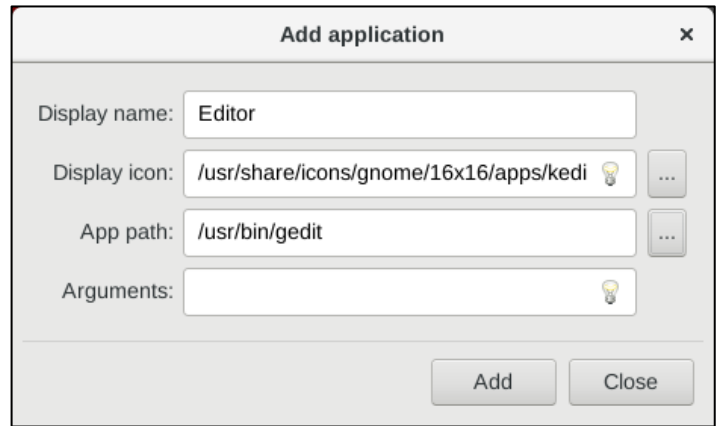 Add application
Display name: Editor
Display icon: /usr/share/icons/gnome/16x16/apps/kedi ...
App path: /usr/bin/gedit ...
Arguments:
Add Close